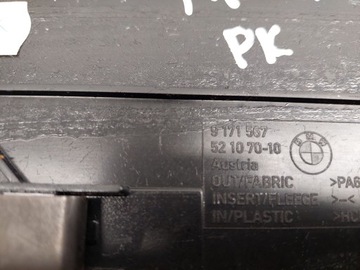 PK
9 171 567
52 10 70-10
BMW
Austria
OUT/FABRIC >PA6
INSERT/FLEECE >-<
IN/PLASTIC